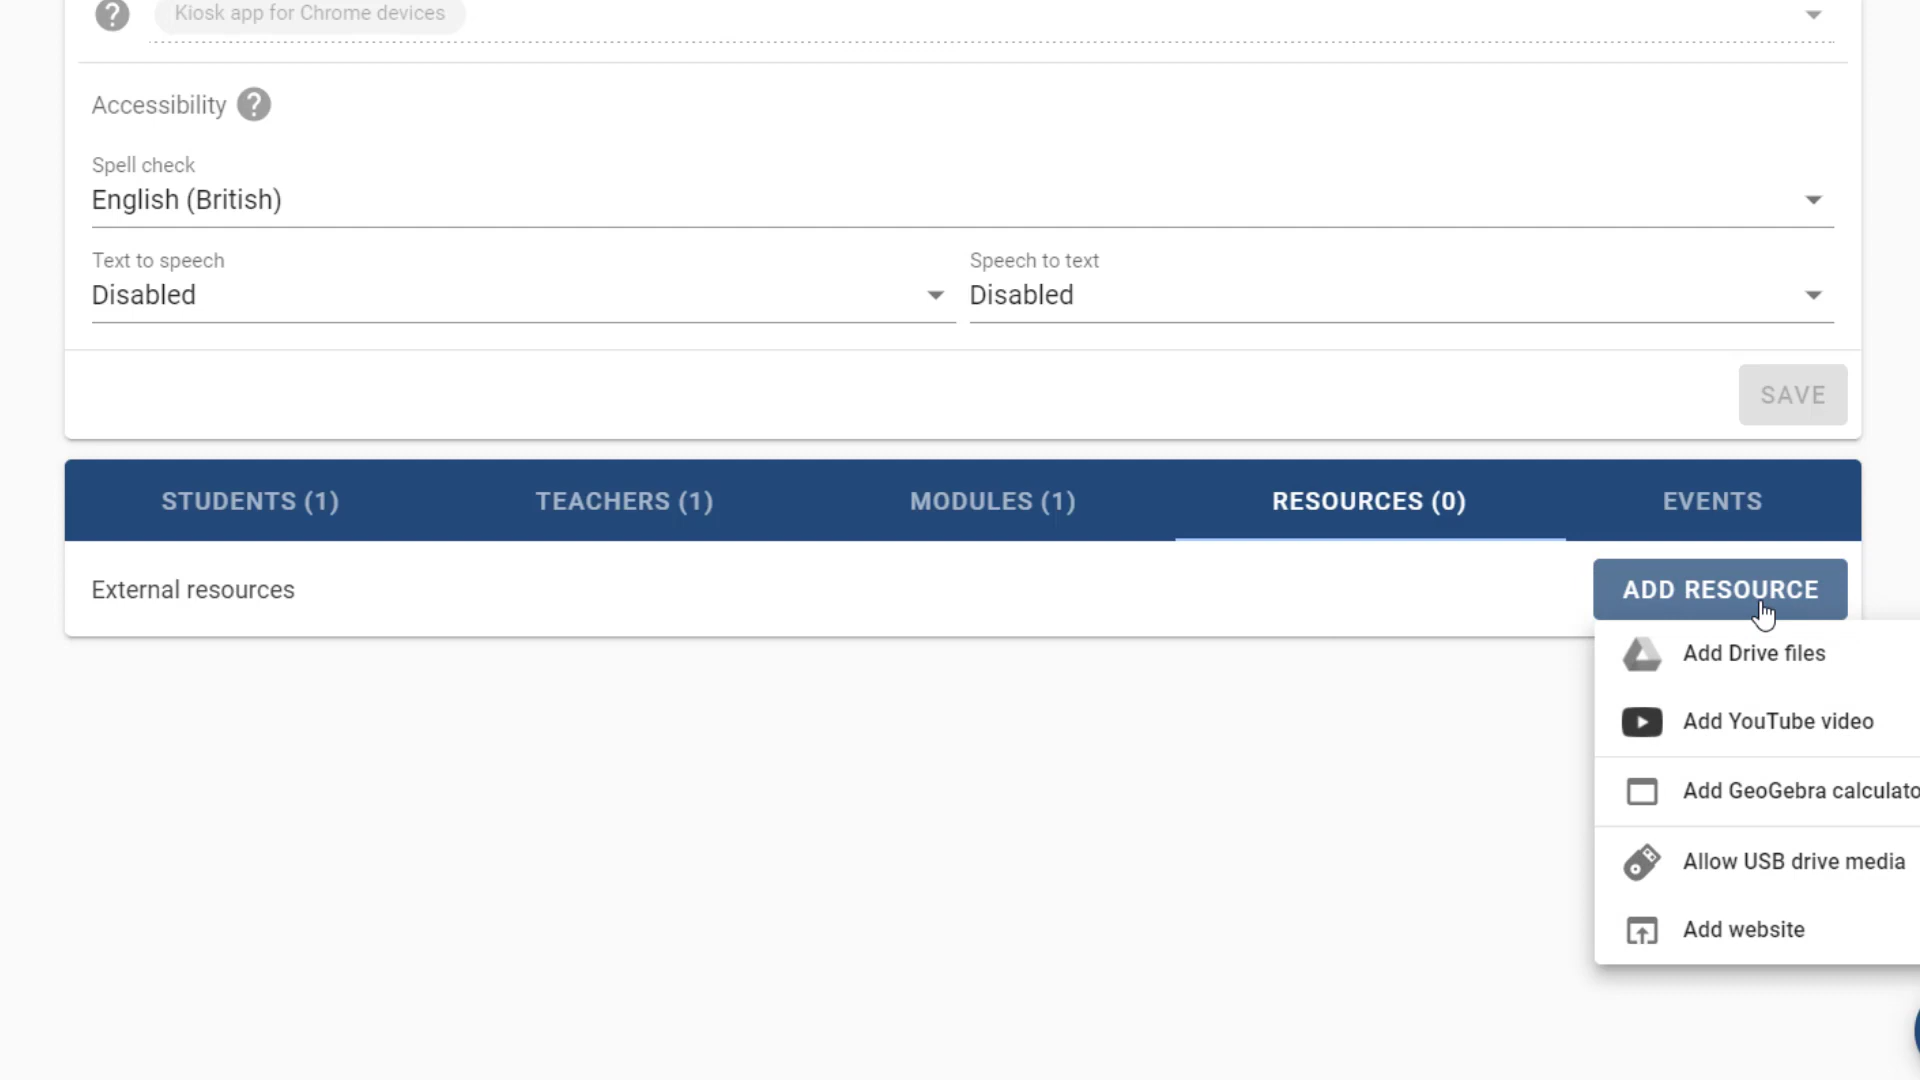 Kiosk app for Chrome devices
Accessibility
Spell check
English (British)
Text to speech
Disabled
Speech to text
Disabled
SAVE
STUDENTS (1)
TEACHERS (1)
MODULES (1)
RESOURCES (0)
EVENTS
External resources
ADD RESOURCE
Add Drive files
Add YouTube video
Add GeoGebra calculato
Allow USB drive media
Add website